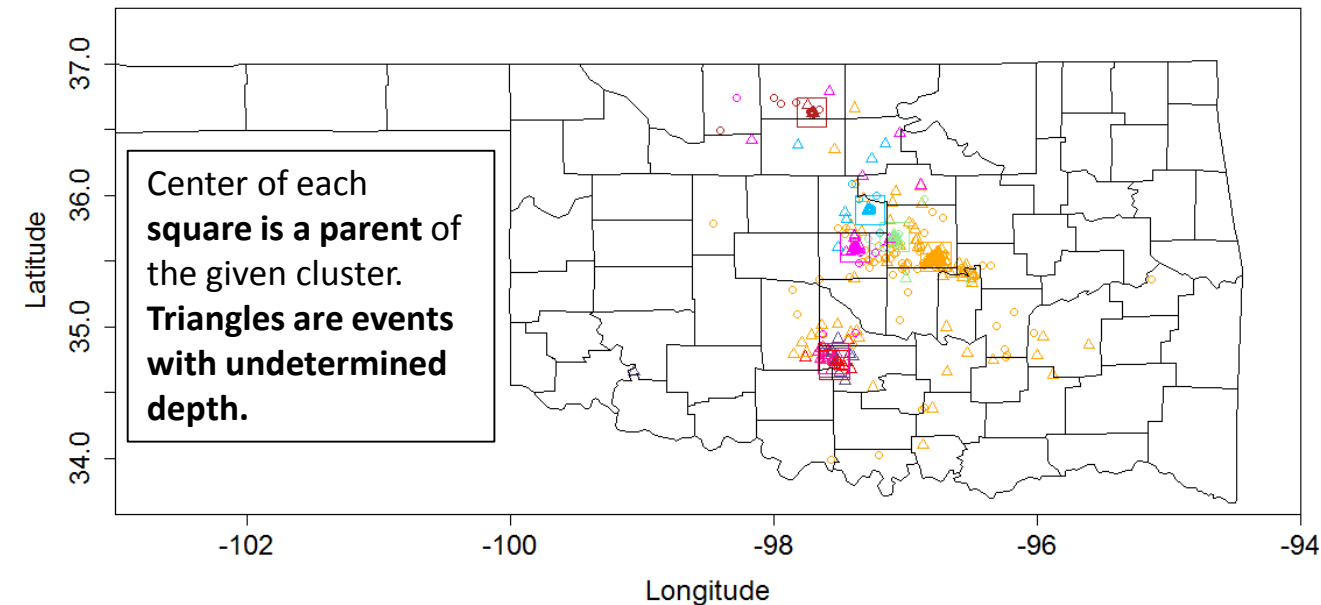 37.0
36.0
35.0
34.0
Latitude
Center of each
square is a parent of
the given cluster.
Triangles are events
with undetermined
depth.
-102
-100
-98
-96
-94
Longitude